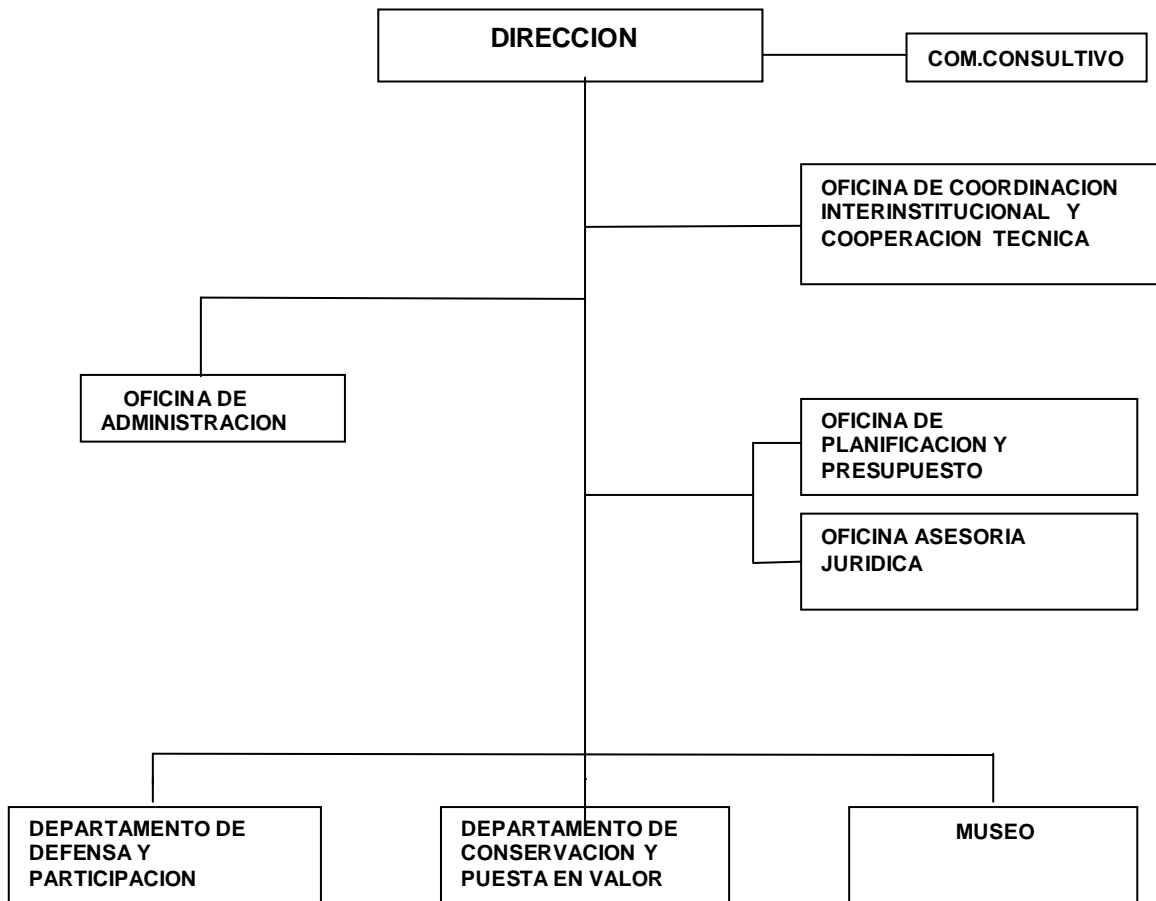 DIRECCION
COM.CONSULTIVO
OFICINA DE COORDINACION
INTERINSTITUCIONAL Y
COOPERACION TECNICA
OFICINA DE
ADMINISTRACION
OFICINA DE
PLANIFICACION Y
PRESUPUESTO
OFICINA ASESORIA
JURIDICA
DEPARTAMENTO DE
DEFENSA Y
PARTICIPACION
DEPARTAMENTO DE
CONSERVACION Y
PUESTA EN VALOR
MUSEO